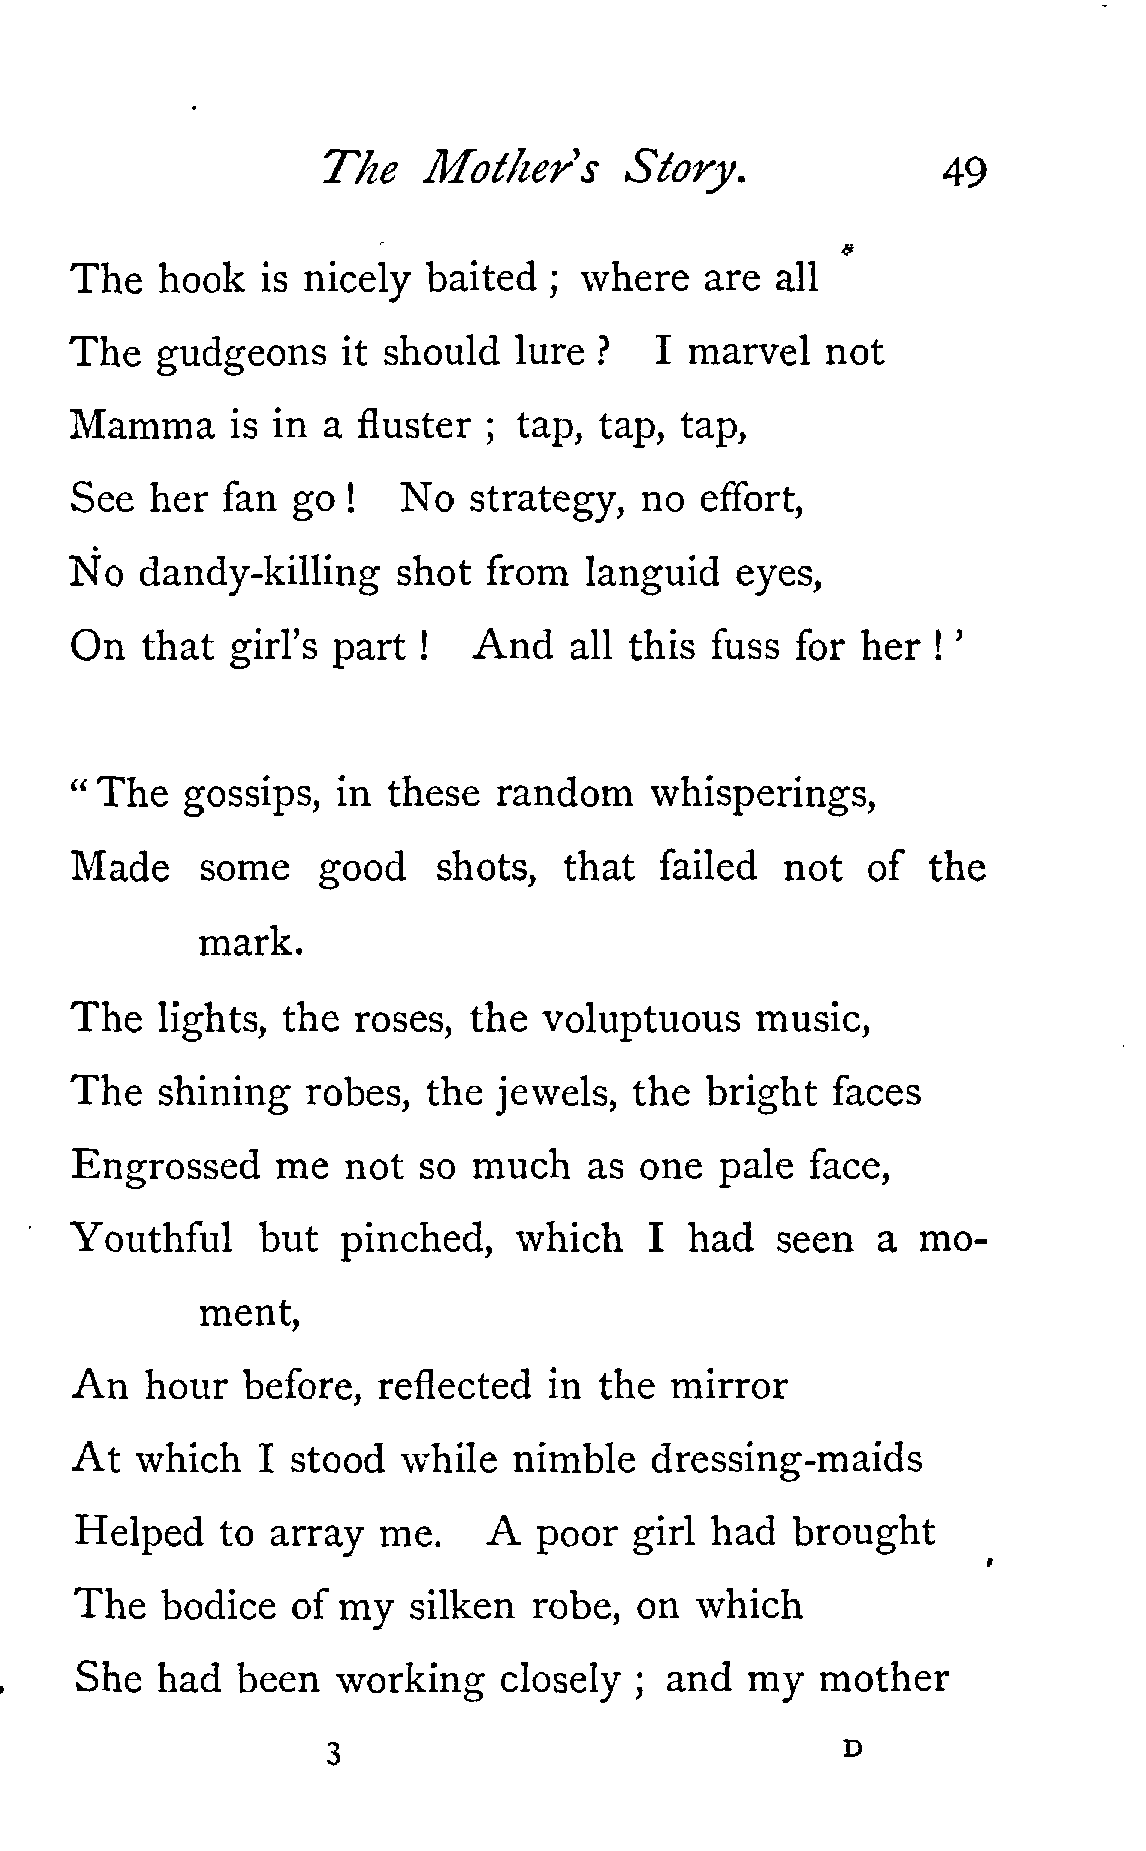 The Mother's Story. 49
The hook is nicely baited ; where are all
The gudgeons it should lure ? I marvel not
Mamma is in a fluster ; tap, tap, tap,
See her fan go ! No strategy, no effort,
No dandy-killing shot from languid eyes,
On that girl's part ! And all this fuss for her ! '
“ The gossips, in these random whisperings,
Made some good shots, that failed not of the
mark.
The lights, the roses, the voluptuous music,
The shining robes, the jewels, the bright faces
Engrossed me not so much as one pale face,
Youthful but pinched, which I had seen a mo-
ment,
An hour before, reflected in the mirror
At which I stood while nimble dressing-maids
Helped to array me. A poor girl had brought
The bodice of my silken robe, on which
She had been working closely ; and my mother
3 D